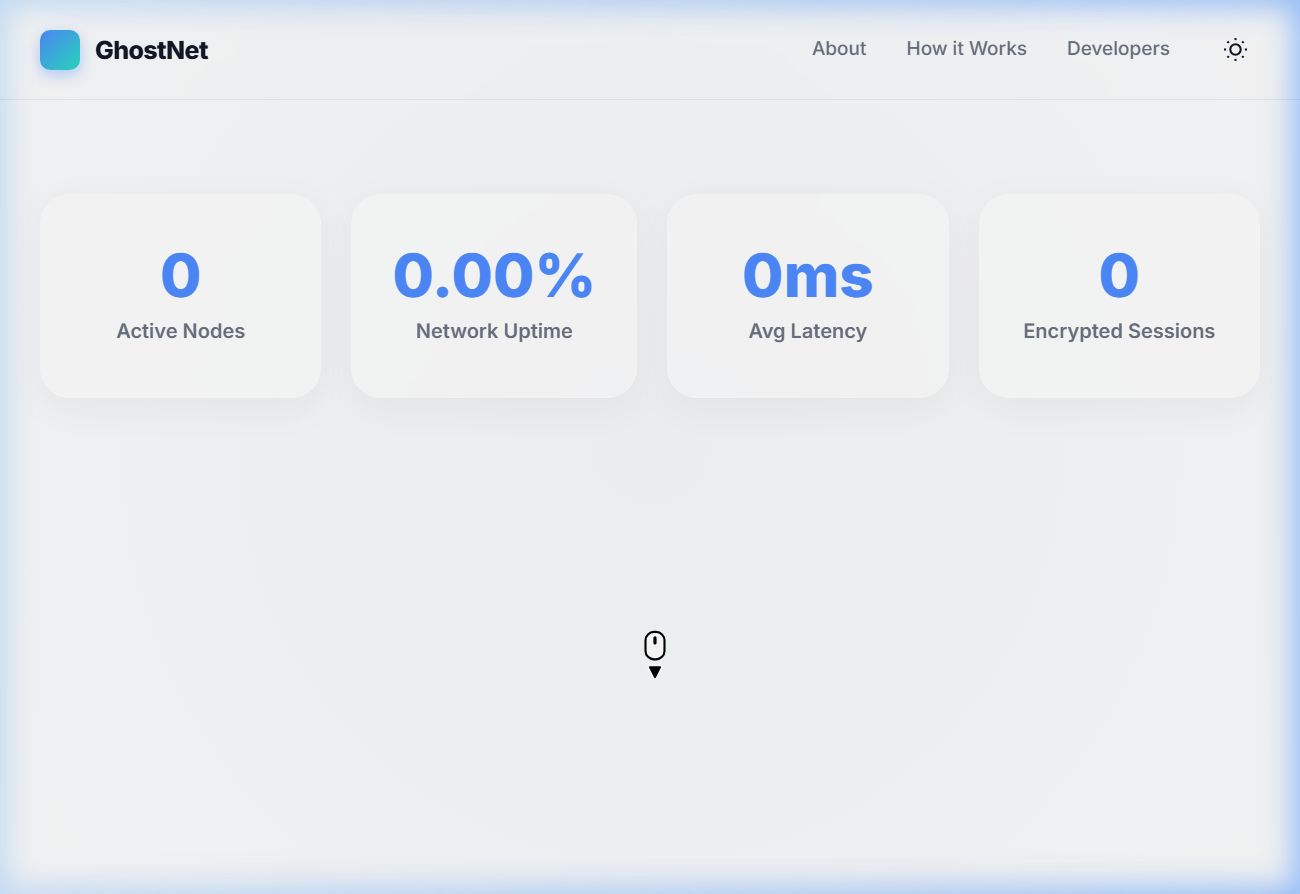 GhostNet
About
How it Works
Developers
0
Active Nodes
0.00%
Network Uptime
0ms
Avg Latency
0
Encrypted Sessions